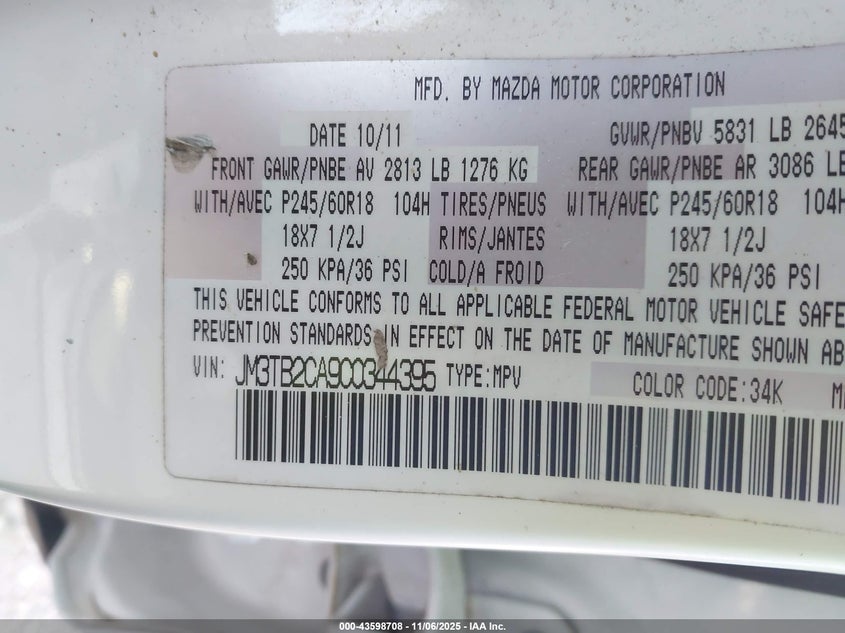 MFD. BY MAZDA MOTOR CORPORATION
DATE 10/11 GVWR/PNBV 5831 LB 2645
FRONT GAWR/PNBE AV 2813 LB 1276 KG REAR GAWR/PNBE AR 3086 LB
WITH/AVEC P245/60R18 104H TIRES/PNEUS WITH/AVEC P245/60R18 104H
18X7 1/2J RIMS/JANTES 18X7 1/2J
250 KPA/36 PSI COLD/A FROID 250 KPA/36 PSI
THIS VEHICLE CONFORMS TO ALL APPLICABLE FEDERAL MOTOR VEHICLE SAFE
PREVENTION STANDARDS IN EFFECT ON THE DATE OF MANUFACTURE SHOWN AB
VIN: JM3TB2CA9C0344395 TYPE:MPV COLOR CODE:34K
000-43598708 - 11/06/2025 - IAA Inc.